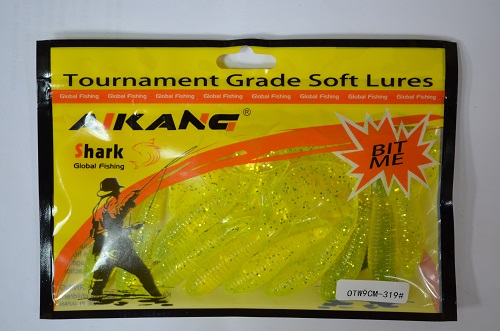 Tournament Grade Soft Lures
Global Fishing Global Fishing Global Fishing Global Fishing Global Fishing Global Fishing Global Fishing Global Fishing
AIKANG®
Shark
Global Fishing
BIT
ME
OTW9CM-319#